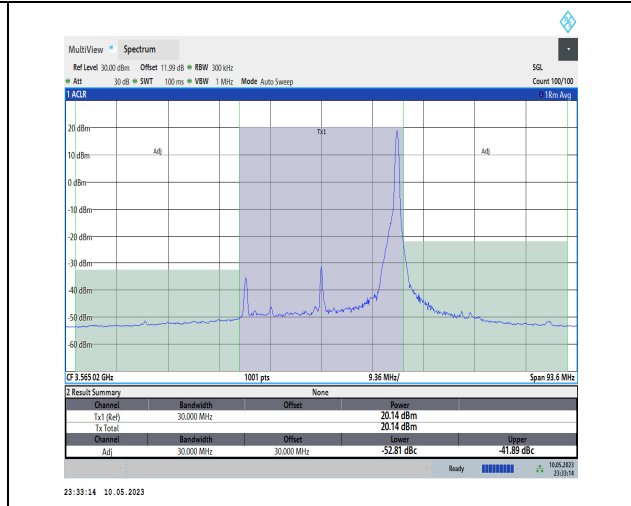 MultiView Spectrum
Ref Level 30.00 dBm Offset 11.99 dB RBW 300 kHz SGL
Att 30 dB SWT 100 ms VBW 1 MHz Mode Auto Sweep Count 100/100
1 ACLR 1Rm Avg
Tx1
20 dBm
Adj Adj
10 dBm
0 dBm
-10 dBm
-20 dBm
-30 dBm
-40 dBm
-50 dBm
-60 dBm
CF 3.56502 GHz 1001 pts 9.36 MHz/ Span 93.6 MHz
2 Result Summary None
Channel Bandwidth Offset Power
Tx1 (Ref) 30.000 MHz 20.14 dBm
Tx Total 20.14 dBm
Channel Bandwidth Offset Lower Upper
Adj 30.000 MHz 30.000 MHz -52.81 dBc -41.89 dBc
Ready 10.05.2023
23:33:14
23:33:14 10.05.2023